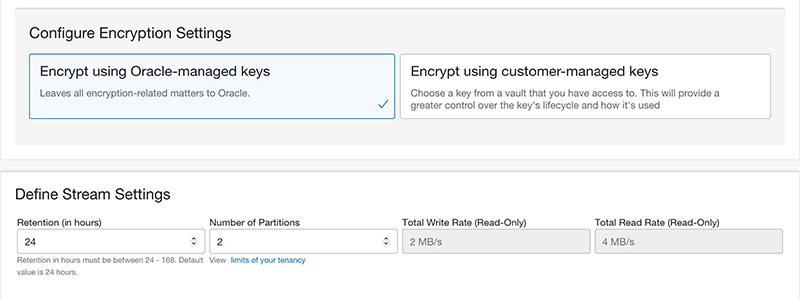 Configure Encryption Settings
Encrypt using Oracle-managed keys
Leaves all encryption-related matters to Oracle.
Encrypt using customer-managed keys
Choose a key from a vault that you have access to. This will provide a
greater control over the key's lifecycle and how it's used
Define Stream Settings
Retention (in hours)
24
Retention in hours must be between 24 - 168. Default
value is 24 hours.
Number of Partitions
2
View limits of your tenancy
Total Write Rate (Read-Only)
2 MB/s
Total Read Rate (Read-Only)
4 MB/s